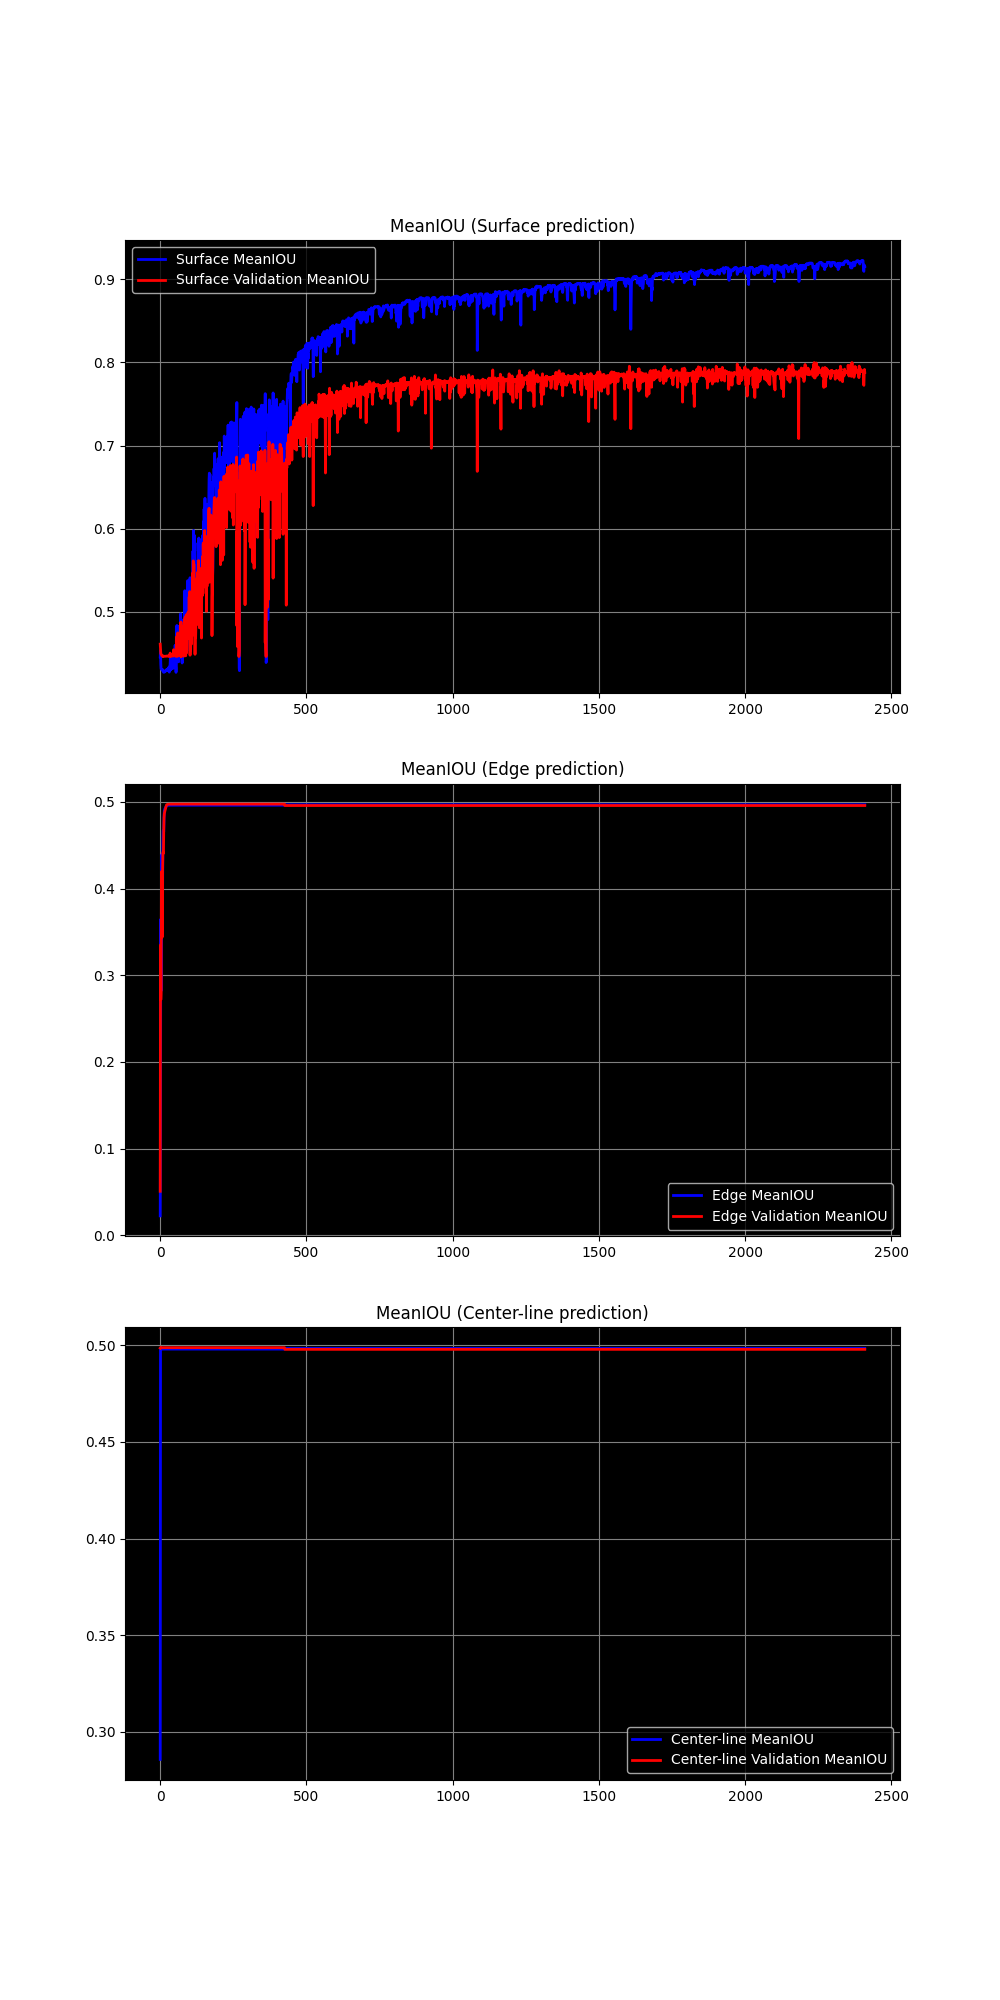 MeanIOU (Surface prediction)
Surface MeanIOU
Surface Validation MeanIOU
0.9
0.8
0.7
0.6
0.5
0 500 1000 1500 2000 2500
MeanIOU (Edge prediction)
0.5
0.4
0.3
0.2
0.1
0.0
Edge MeanIOU
Edge Validation MeanIOU
0 500 1000 1500 2000 2500
MeanIOU (Center-line prediction)
0.50
0.45
0.40
0.35
0.30
Center-line MeanIOU
Center-line Validation MeanIOU
0 500 1000 1500 2000 2500